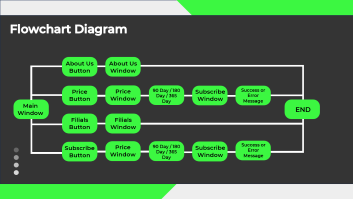 Flowchart Diagram
About Us
Button
About Us
Window
Price
Button
Price
Window
90 Day / 180
Day / 365
Day
Subscribe
Window
Success or
Error
Message
Main
Window
END
Filials
Button
Filials
Window
Subscribe
Button
Price
Window
90 Day / 180
Day / 365
Day
Subscribe
Window
Success or
Error
Message